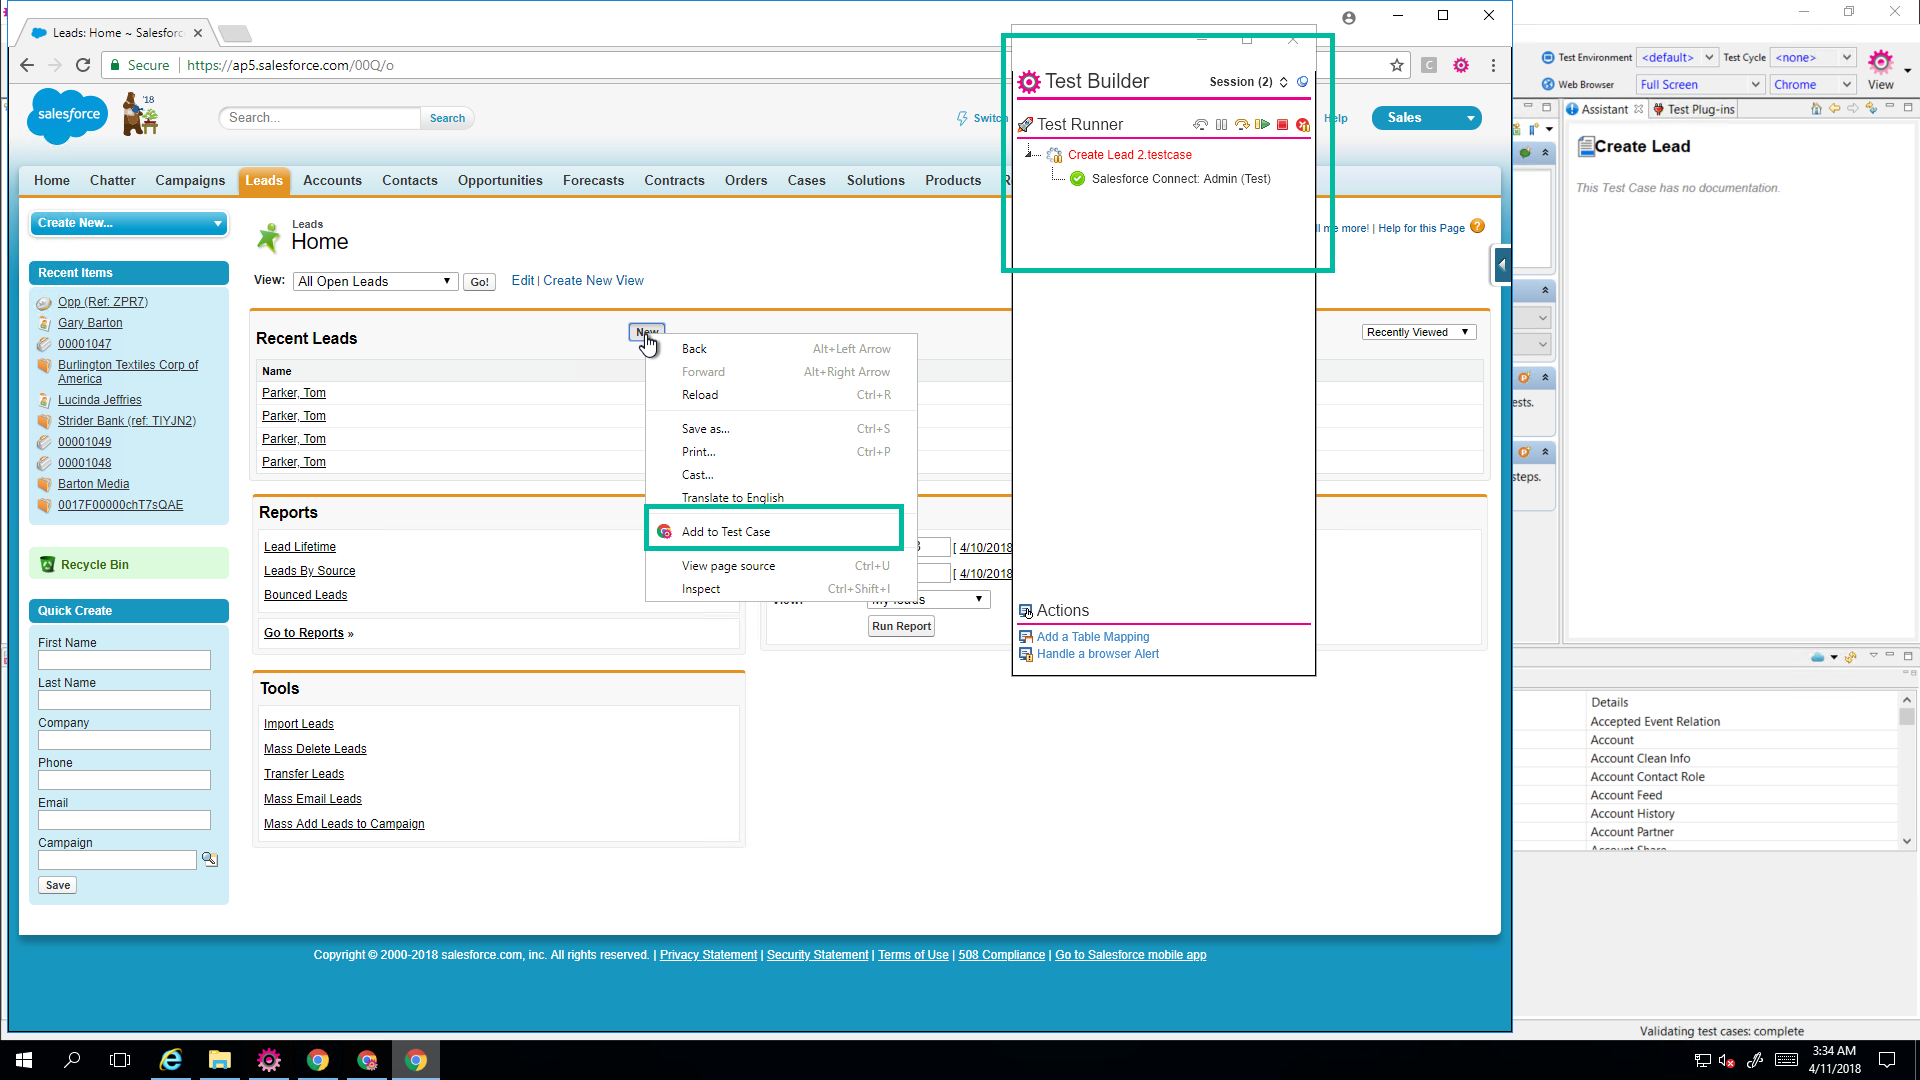 Leads: Home ~ Salesforc
Secure | https://ap5.salesforce.com/00Q/o
salesforce
'18
Search...
Search
Switch
Help
Sales
Home Chatter Campaigns Leads Accounts Contacts Opportunities Forecasts Contracts Orders Cases Solutions Products R
Create New...
Recent Items
Opp (Ref: ZPR7)
Gary Barton
00001047
Burlington Textiles Corp of
America
Lucinda Jeffries
Strider Bank (ref: TIYJN2)
00001049
00001048
Barton Media
0017F00000chT7sQAE
Recycle Bin
Quick Create
First Name
Last Name
Company
Phone
Email
Campaign
Save
Leads
Home
me more! | Help for this Page
View: All Open Leads Go! Edit | Create New View
Recent Leads
New
Recently Viewed
Name
Parker, Tom
Parker, Tom
Parker, Tom
Parker, Tom
Reports
Lead Lifetime
Leads By Source
Bounced Leads
Go to Reports »
[ 4/10/2018
[ 4/10/2018
Run Report
Tools
Import Leads
Mass Delete Leads
Transfer Leads
Mass Email Leads
Mass Add Leads to Campaign
Back Alt+Left Arrow
Forward Alt+Right Arrow
Reload Ctrl+R
Save as... Ctrl+S
Print... Ctrl+P
Cast...
Translate to English
Add to Test Case
View page source Ctrl+U
Inspect Ctrl+Shift+I
Test Builder
Session (2)
Test Runner
Create Lead 2.testcase
Salesforce Connect: Admin (Test)
Actions
Add a Table Mapping
Handle a browser Alert
Copyright © 2000-2018 salesforce.com, inc. All rights reserved. | Privacy Statement | Security Statement | Terms of Use | 508 Compliance | Go to Salesforce mobile app
Test Environment <default> Test Cycle <none>
Web Browser Full Screen Chrome View
Assistant Test Plug-ins
Create Lead
This Test Case has no documentation.
ests.
steps.
Details
Accepted Event Relation
Account
Account Clean Info
Account Contact Role
Account Feed
Account History
Account Partner
Account Share
Validating test cases: complete
3:34 AM
4/11/2018